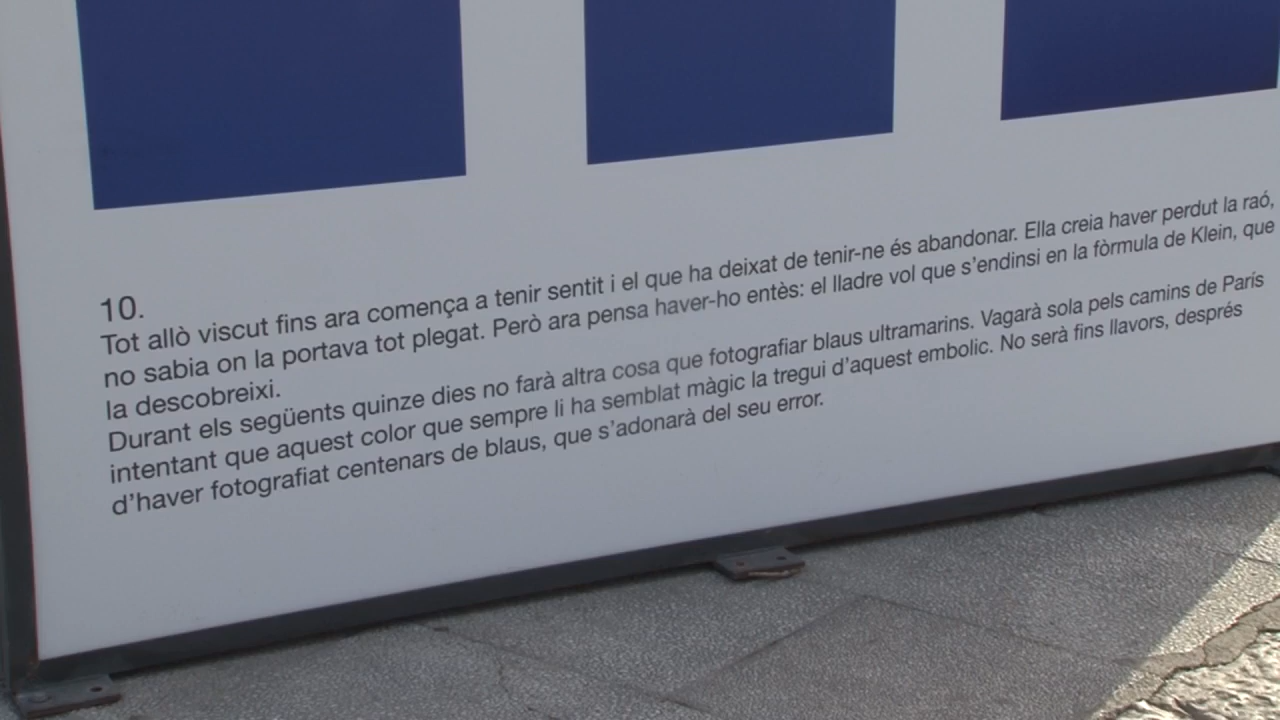 10.
Tot allò viscut fins ara comença a tenir sentit i el que ha deixat de tenir-ne és abandonar. Ella creia haver perdut la raó,
no sabia on la portava tot plegat. Però ara pensa haver-ho entès: el lladre vol que s'endinsi en la fòrmula de Klein, que
la descobreixi.
Durant els següents quinze dies no farà altra cosa que fotografiar blaus ultramarins. Vagarà sola pels camins de París
intentant que aquest color que sempre li ha semblat màgic la tregui d'aquest embolic. No serà fins llavors, després
d'haver fotografiat centenars de blaus, que s'adonarà del seu error.